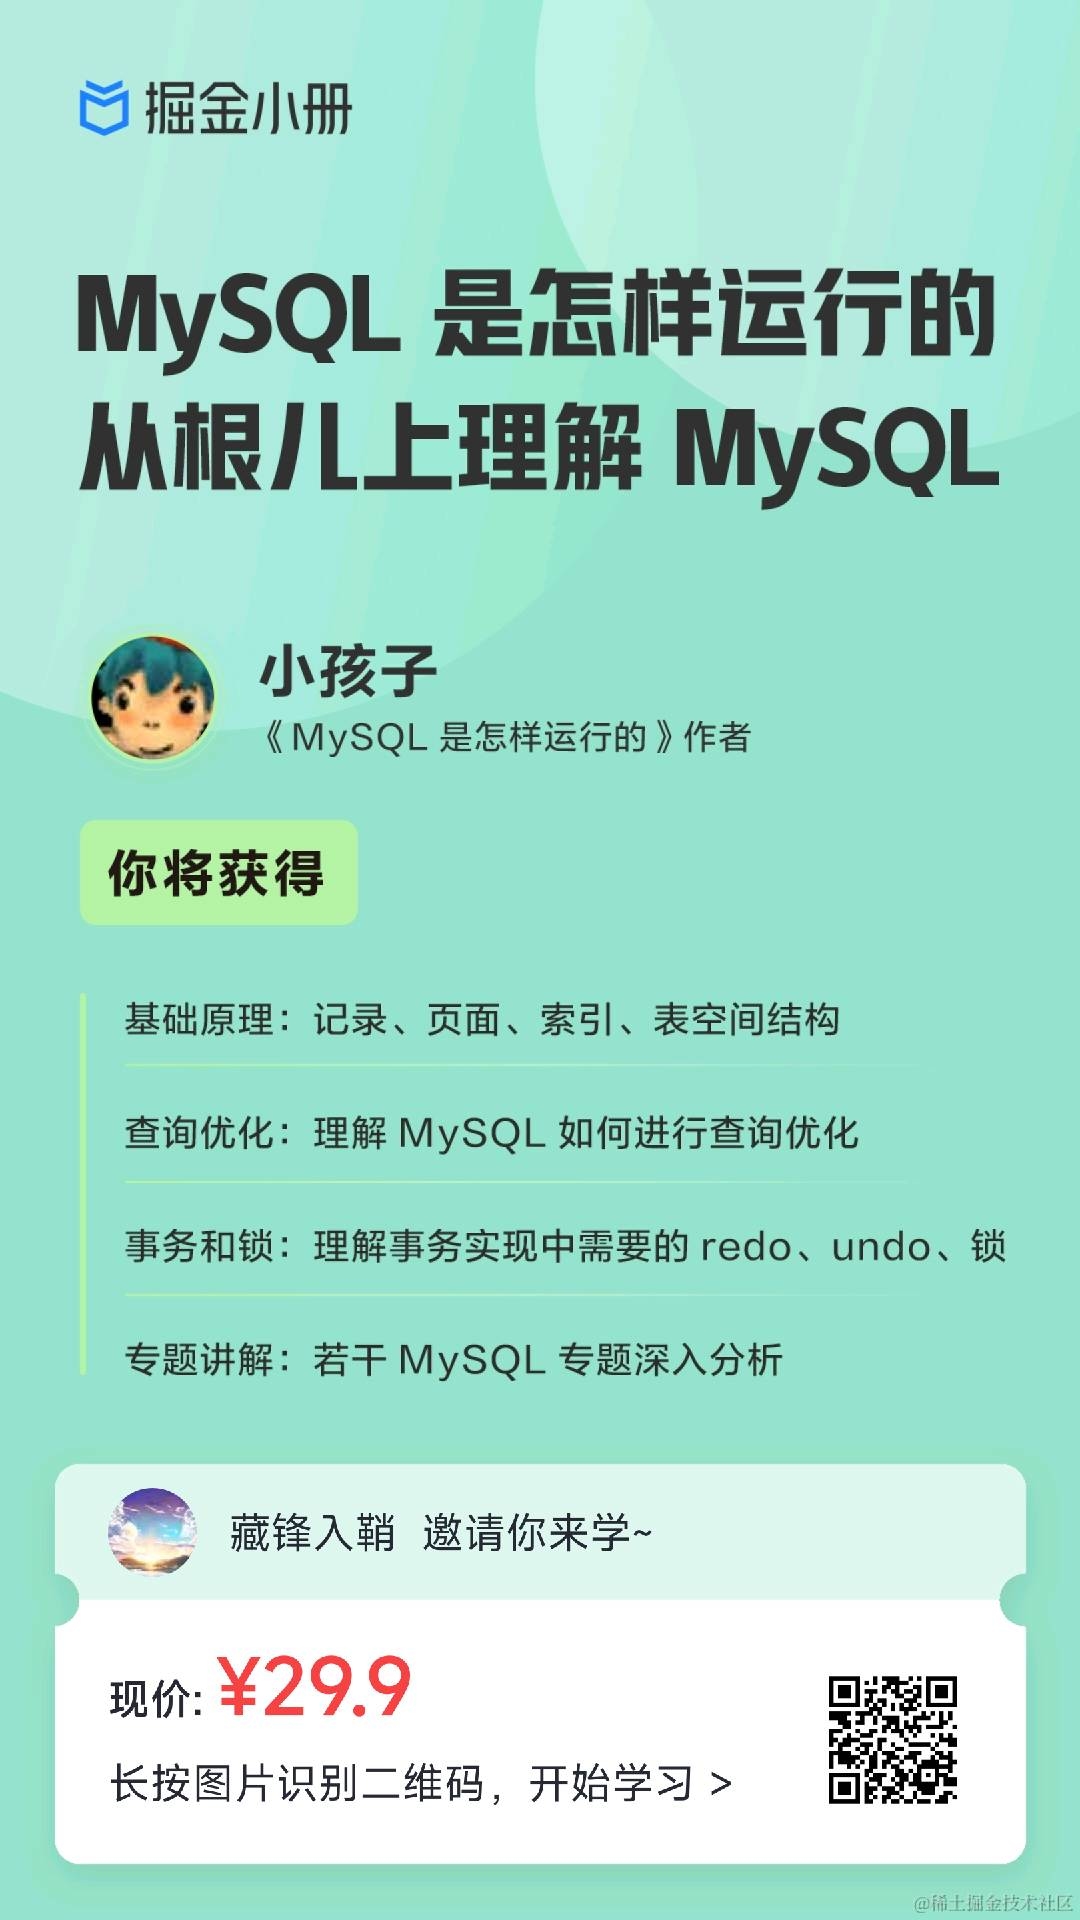 掘金小册
MySQL 是怎样运行的
从根儿上理解 MySQL
小孩子
《MySQL 是怎样运行的》作者
你将获得
基础原理：记录、页面、索引、表空间结构
查询优化：理解 MySQL 如何进行查询优化
事务和锁：理解事务实现中需要的 redo、undo、锁
专题讲解：若干 MySQL 专题深入分析
藏锋入鞘 邀请你来学~
现价: ¥29.9
长按图片识别二维码，开始学习 >
@稀土掘金技术社区